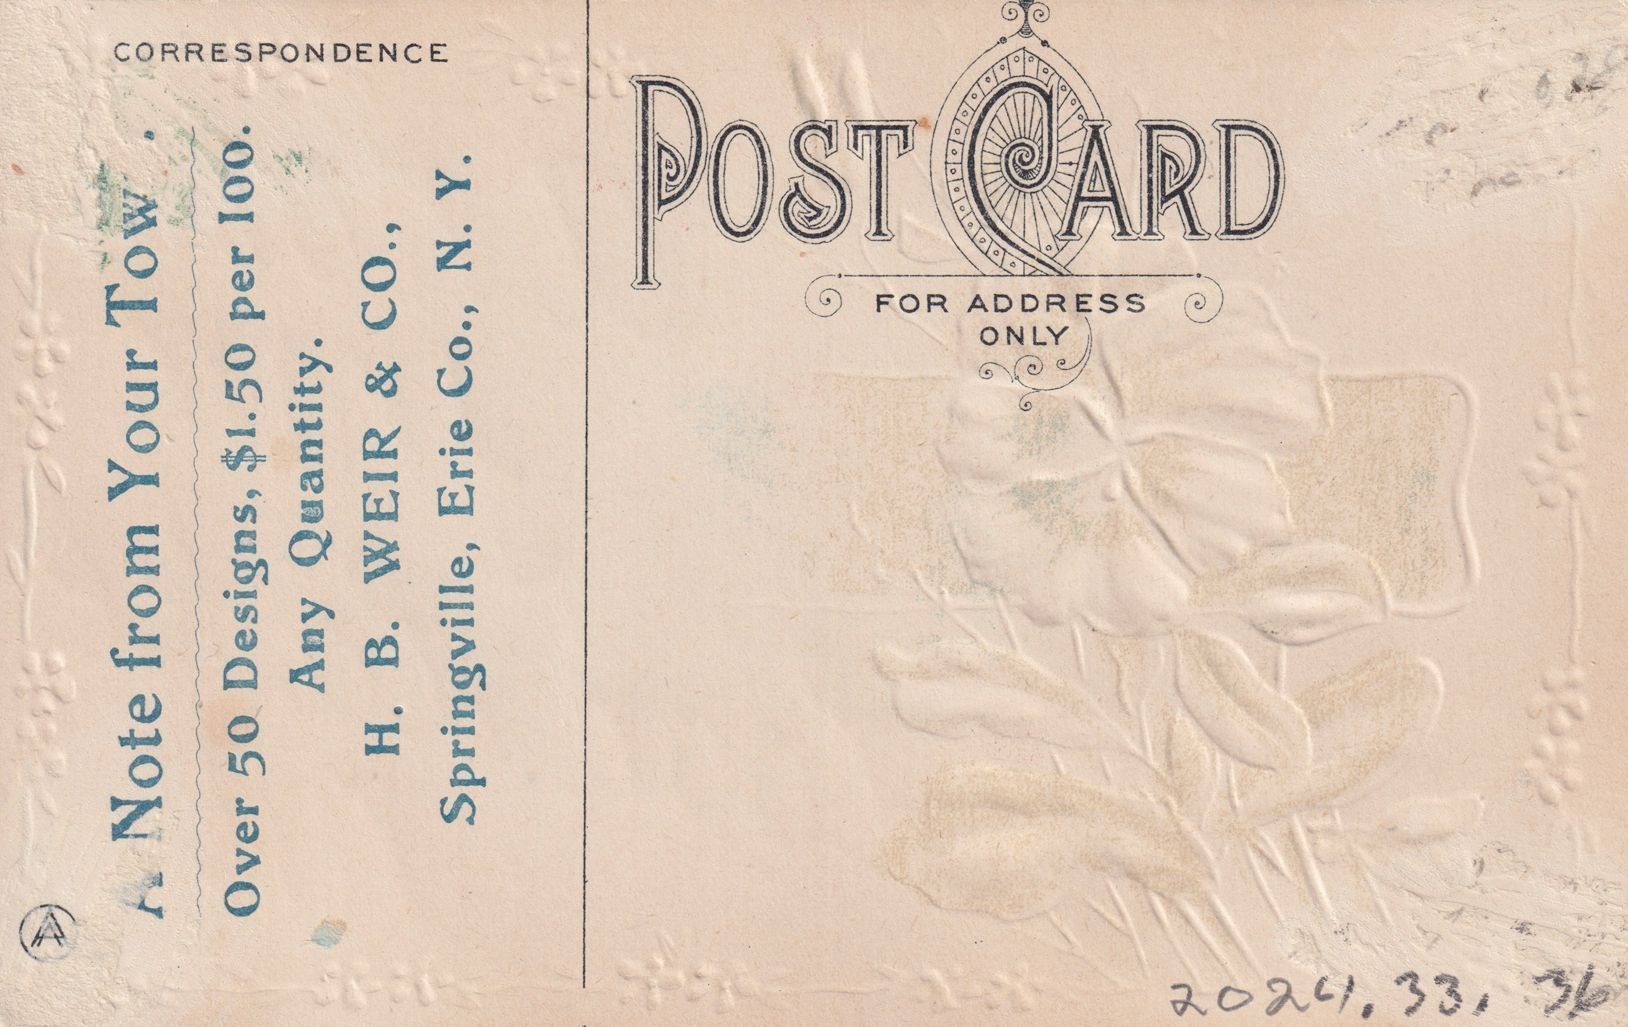 CORRESPONDENCE
A Note from Your Tow .
Over 50 Designs, $1.50 per 100.
Any Quantity.
H. B. WEIR & CO.,
Springville, Erie Co., N. Y.
POST CARD
FOR ADDRESS
ONLY
2024.33.36